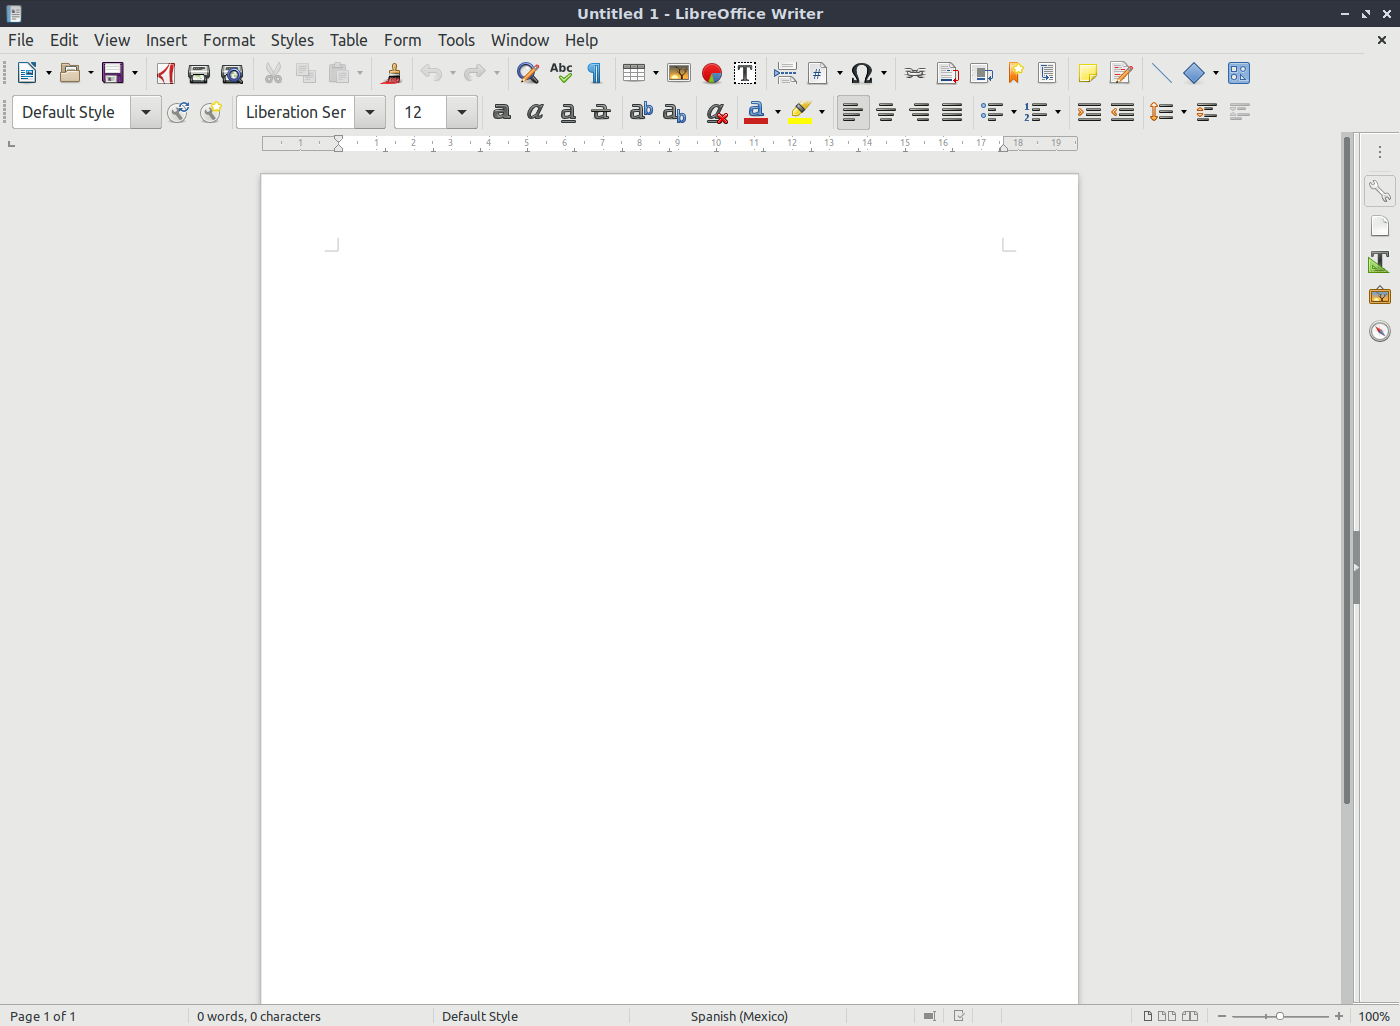 Untitled 1 - LibreOffice Writer
File Edit View Insert Format Styles Table Form Tools Window Help
Abc
Default Style Liberation Ser 12
1 1 2 3 4 5 6 7 8 9 10 11 12 13 14 15 16 17 18 19
Page 1 of 1 0 words, 0 characters Default Style Spanish (Mexico) 100%